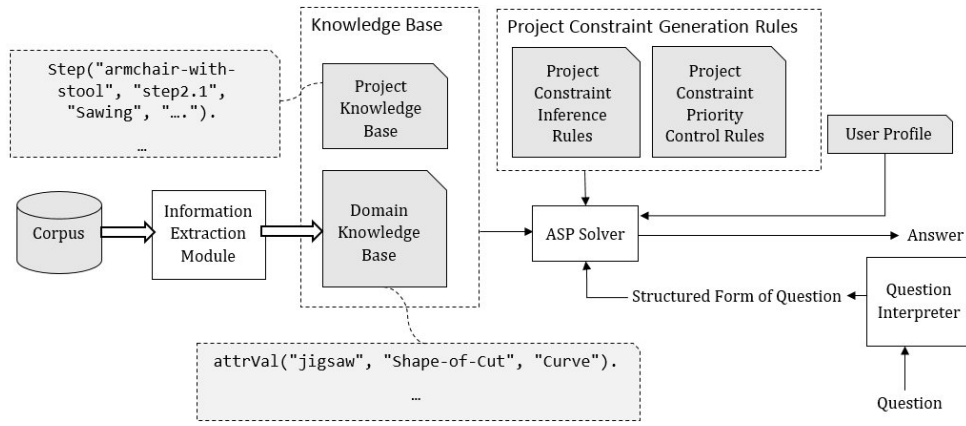 Knowledge Base
Project Constraint Generation Rules
Step("armchair-with-
stool", "step2.1",
"Sawing", "….").
…
Project
Knowledge
Base
Project
Constraint
Inference
Rules
Project
Constraint
Priority
Control Rules
User Profile
Corpus
Information
Extraction
Module
Domain
Knowledge
Base
ASP Solver
Answer
Structured Form of Question
Question
Interpreter
attrVal("jigsaw", "Shape-of-Cut", "Curve").
…
Question